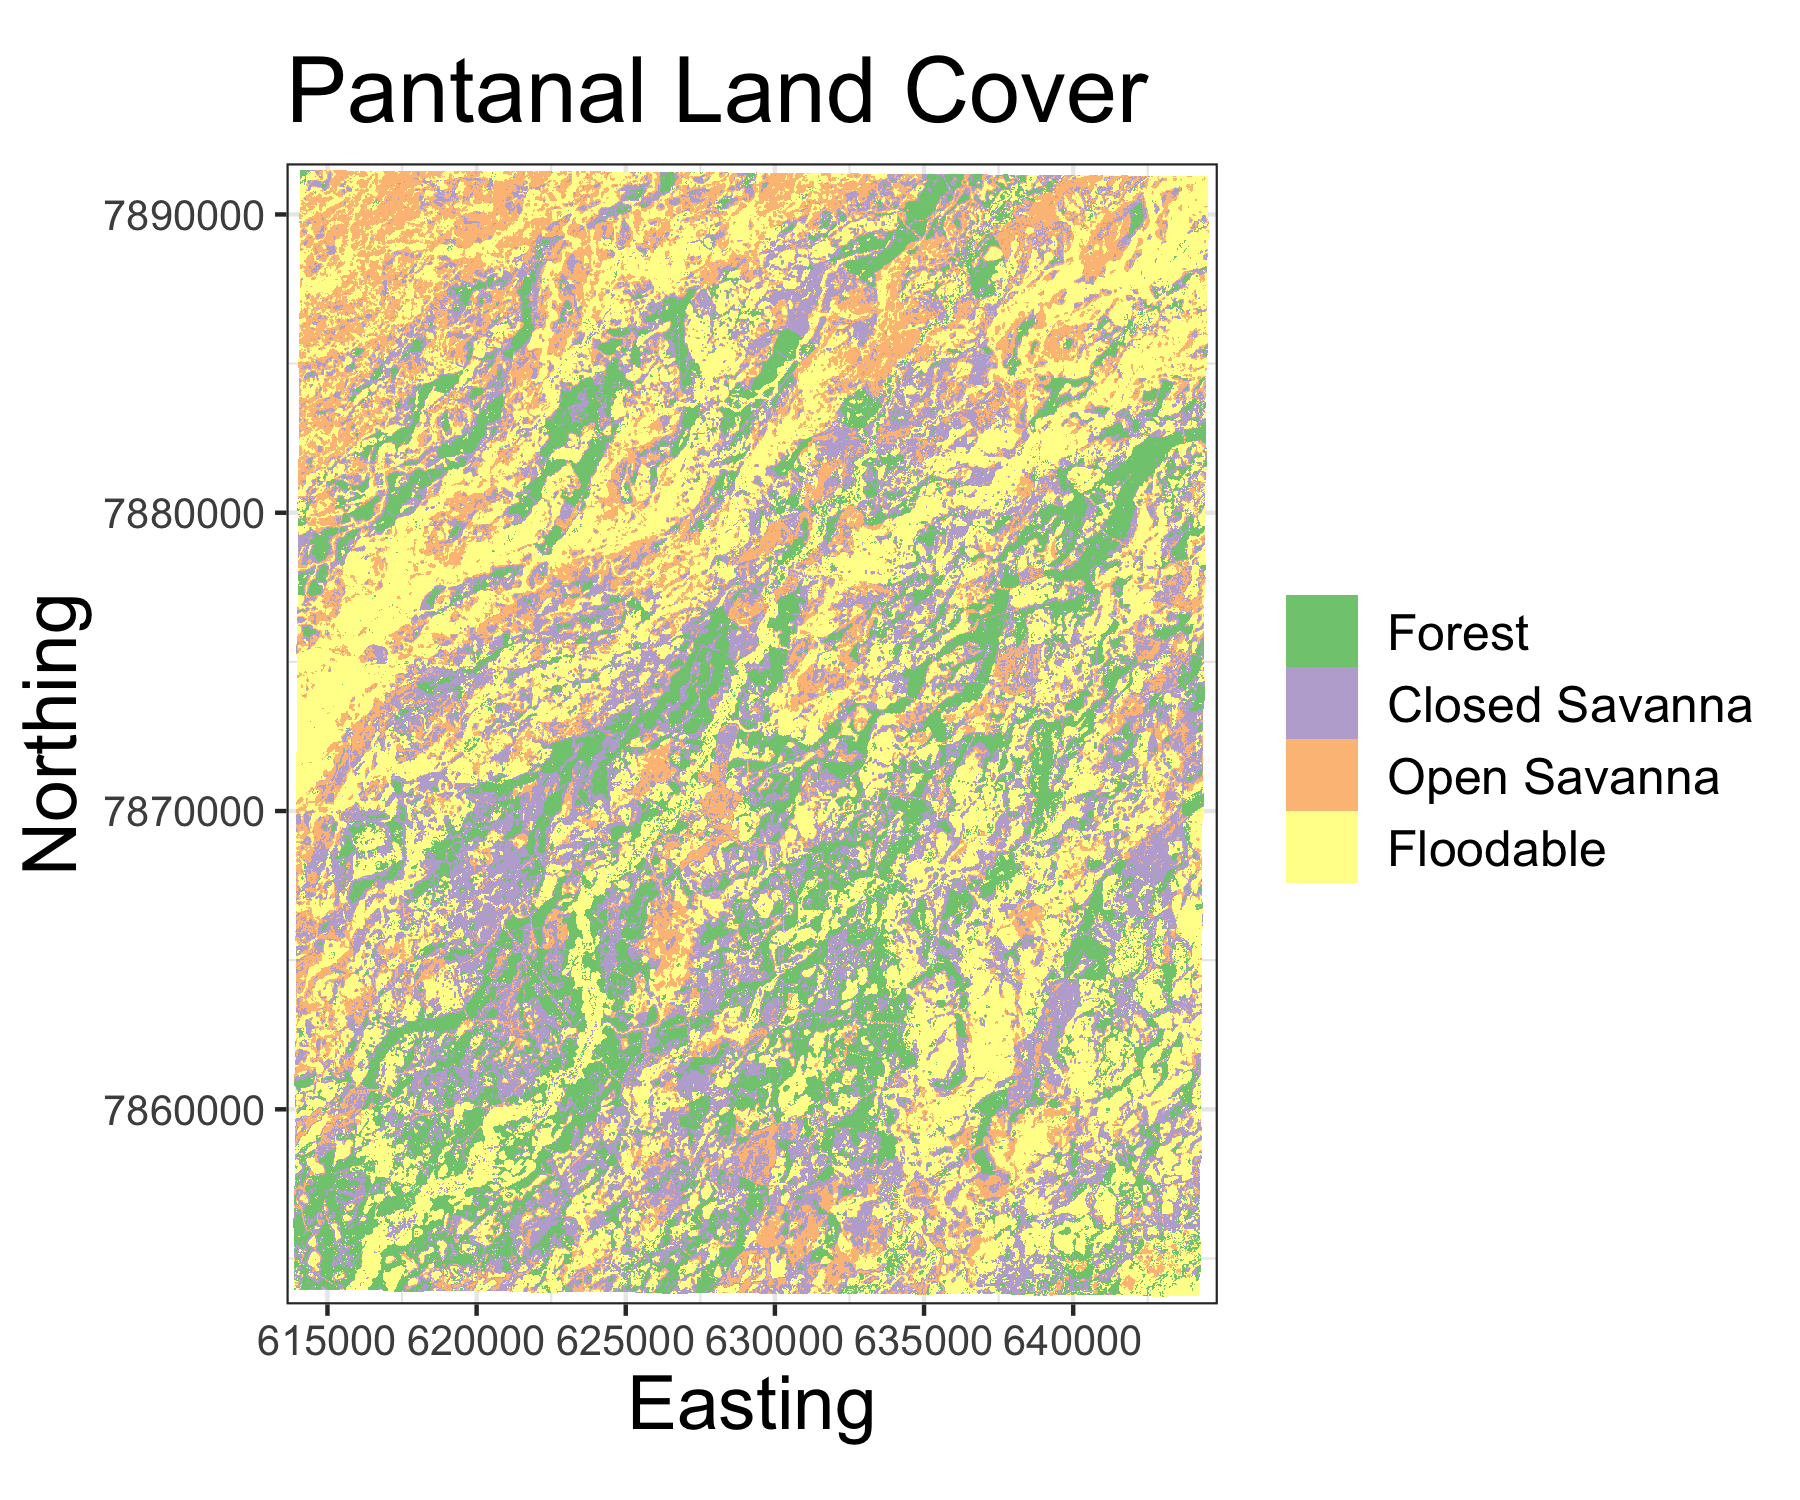 Pantanal Land Cover
Northing
7890000
7880000
7870000
7860000
615000 620000 625000 630000 635000 640000
Easting
Forest
Closed Savanna
Open Savanna
Floodable